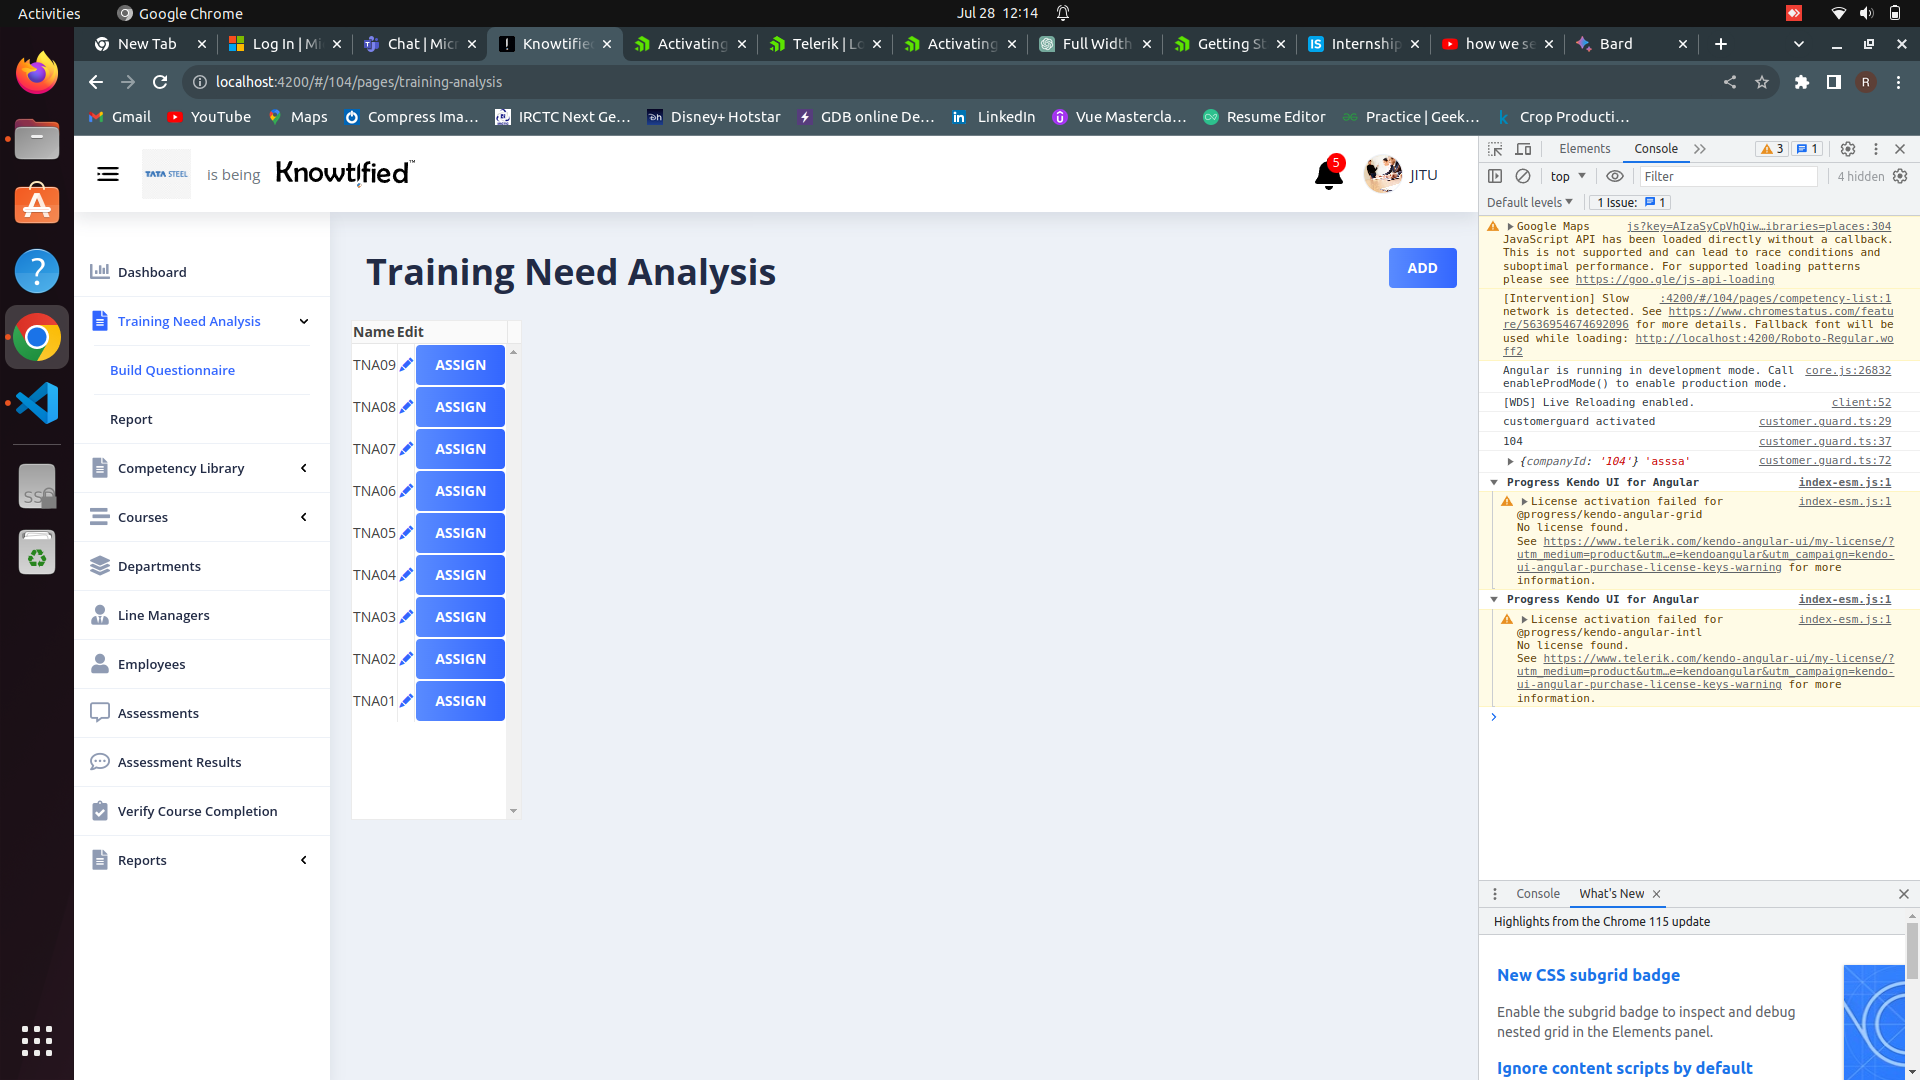 Activities
Google Chrome
Jul 28 12:14
New Tab
Log In | Mi
Chat | Micr
Knowtified
Activating
Telerik | Lo
Activating
Full Width
Getting St
Internship
how we se
Bard
localhost:4200/#/104/pages/training-analysis
R
Gmail
YouTube
Maps
Compress Ima...
IRCTC Next Ge...
Disney+ Hotstar
GDB online De...
LinkedIn
Vue Mastercla...
Resume Editor
Practice | Geek...
Crop Producti...
TATA STEEL
is being
Knowtified™
5
JITU
Dashboard
Training Need Analysis
Build Questionnaire
Report
Competency Library
Courses
Departments
Line Managers
Employees
Assessments
Assessment Results
Verify Course Completion
Reports
Training Need Analysis
ADD
Name Edit
TNA09 ASSIGN
TNA08 ASSIGN
TNA07 ASSIGN
TNA06 ASSIGN
TNA05 ASSIGN
TNA04 ASSIGN
TNA03 ASSIGN
TNA02 ASSIGN
TNA01 ASSIGN
Elements
Console
3
1
top
Filter
4 hidden
Default levels
1 Issue: 1
Google Maps js?key=AIzaSyCpVhQiw…ibraries=places:304
JavaScript API has been loaded directly without a callback.
This is not supported and can lead to race conditions and
suboptimal performance. For supported loading patterns
please see https://goo.gle/js-api-loading
[Intervention] Slow :4200/#/104/pages/competency-list:1
network is detected. See https://www.chromestatus.com/featu
re/5636954674692096 for more details. Fallback font will be
used while loading: http://localhost:4200/Roboto-Regular.wo
ff2
Angular is running in development mode. Call core.js:26832
enableProdMode() to enable production mode.
[WDS] Live Reloading enabled. client:52
customerguard activated customer.guard.ts:29
104 customer.guard.ts:37
{companyId: '104'} 'asssa' customer.guard.ts:72
Progress Kendo UI for Angular index-esm.js:1
License activation failed for index-esm.js:1
@progress/kendo-angular-grid
No license found.
See https://www.telerik.com/kendo-angular-ui/my-license/?
utm_medium=product&utm…e=kendoangular&utm_campaign=kendo-
ui-angular-purchase-license-keys-warning for more
information.
Progress Kendo UI for Angular index-esm.js:1
License activation failed for index-esm.js:1
@progress/kendo-angular-intl
No license found.
See https://www.telerik.com/kendo-angular-ui/my-license/?
utm_medium=product&utm…e=kendoangular&utm_campaign=kendo-
ui-angular-purchase-license-keys-warning for more
information.
Console
What's New
Highlights from the Chrome 115 update
New CSS subgrid badge
Enable the subgrid badge to inspect and debug
nested grid in the Elements panel.
Ignore content scripts by default